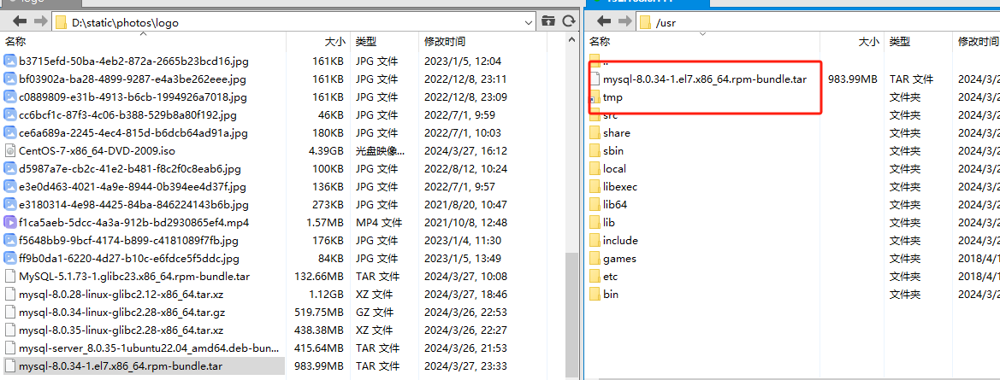 D:\static\photos\logo
名称 大小 类型 修改时间
b3715efd-50ba-4eb2-872a-2665b23bcd16.jpg 161KB JPG 文件 2023/1/5, 12:04
bf03902a-ba28-4899-9287-e4a3be262eee.jpg 161KB JPG 文件 2022/12/8, 23:11
c0889809-e31b-4913-b6cb-1994926a7018.jpg 161KB JPG 文件 2022/12/8, 23:09
cc6bcf1c-87f3-4c06-b388-529b8a80f192.jpg 46KB JPG 文件 2022/7/1, 9:59
ce6a689a-2245-4ec4-815d-b6dcb64ad91a.jpg 180KB JPG 文件 2022/7/1, 10:03
CentOS-7-x86_64-DVD-2009.iso 4.39GB 光盘映像... 2024/3/27, 16:12
d5987a7e-cb2c-41e2-b481-f8c2f0c8eab6.jpg 100KB JPG 文件 2022/8/12, 10:24
e3e0d463-4021-4a9e-8944-0b394ee4d37f.jpg 136KB JPG 文件 2022/7/1, 9:57
e3180314-4e98-4425-84ba-846224143b6b.jpg 273KB JPG 文件 2021/8/20, 10:47
f1ca5aeb-5dcc-4a3a-912b-bd2930865ef4.mp4 1.57MB MP4 文件 2021/10/8, 12:48
f5648bb9-9bcf-4174-b899-c4181089f7fb.jpg 176KB JPG 文件 2023/1/4, 11:30
ff9b0da1-6220-4d27-b10c-e6fdce5f5ddc.jpg 84KB JPG 文件 2023/1/5, 13:49
MySQL-5.1.73-1.glibc23.x86_64.rpm-bundle.tar 132.66MB TAR 文件 2024/3/27, 10:08
mysql-8.0.28-linux-glibc2.12-x86_64.tar.xz 1.12GB XZ 文件 2024/3/27, 18:46
mysql-8.0.34-linux-glibc2.28-x86_64.tar.gz 519.75MB GZ 文件 2024/3/26, 22:53
mysql-8.0.35-linux-glibc2.28-x86_64.tar.xz 438.38MB XZ 文件 2024/3/26, 22:27
mysql-server_8.0.35-1ubuntu22.04_amd64.deb-bun... 415.64MB TAR 文件 2024/3/26, 21:53
mysql-8.0.34-1.el7.x86_64.rpm-bundle.tar 983.99MB TAR 文件 2024/3/27, 23:33
/usr
名称 大小 类型 修改时间
..
mysql-8.0.34-1.el7.x86_64.rpm-bundle.tar 983.99MB TAR 文件 2024/3/2
tmp 文件夹 2024/3/2
src 文件夹 2024/3/2
share 文件夹 2024/3/2
sbin 文件夹 2024/3/2
local 文件夹 2024/3/2
libexec 文件夹 2024/3/2
lib64 文件夹 2024/3/2
lib 文件夹 2024/3/2
include 文件夹 2024/3/2
games 文件夹 2018/4/1
etc 文件夹 2018/4/1
bin 文件夹 2024/3/2